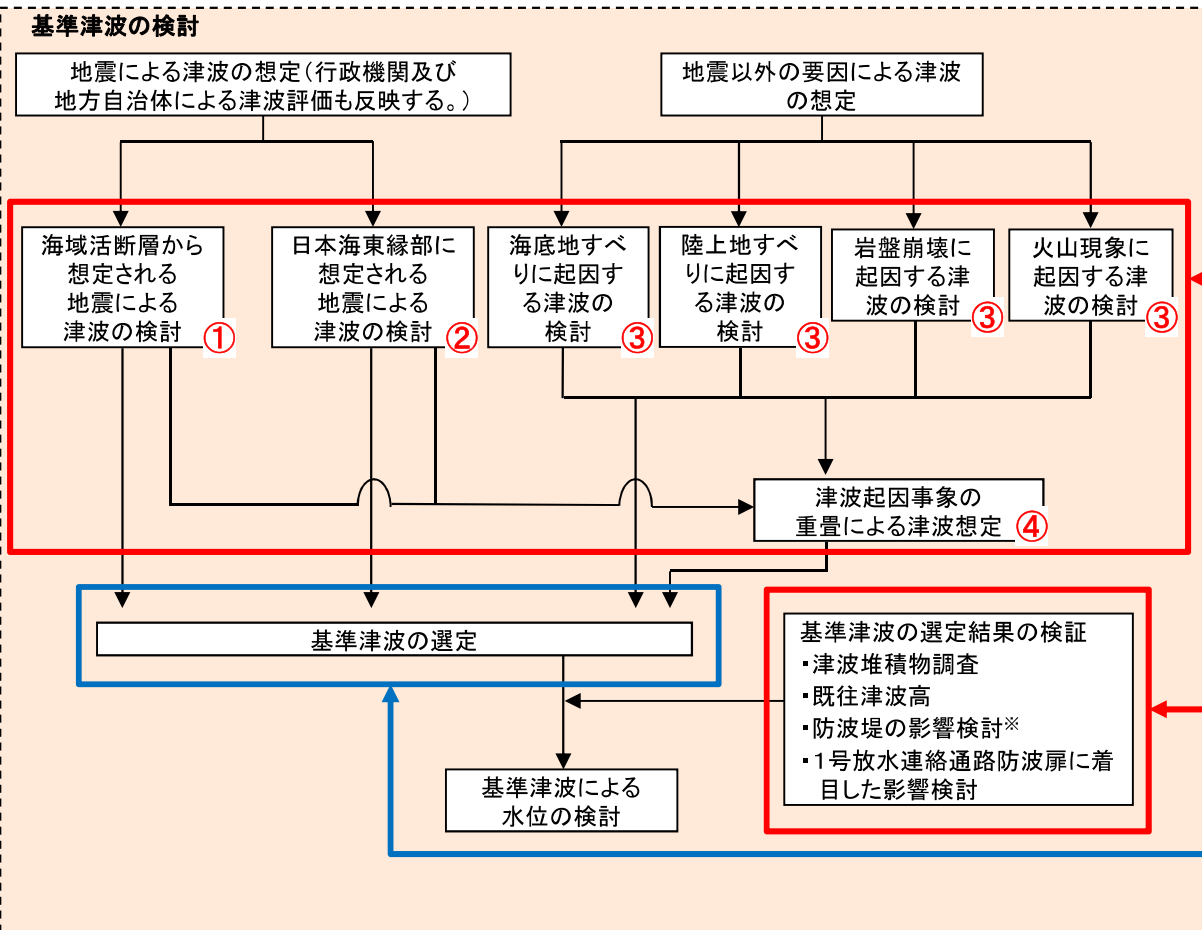 基準津波の検討
地震による津波の想定(行政機関及び
地方自治体による津波評価も反映する。)
地震以外の要因による津波
の想定
海域活断層から
想定される
地震による
津波の検討
①
日本海東縁部に
想定される
地震による
津波の検討
②
海底地すべ
りに起因す
る津波の
検討
③
陸上地すべ
りに起因す
る津波の
検討
③
岩盤崩壊に
起因する津
波の検討
③
火山現象に
起因する津
波の検討
③
津波起因事象の
重畳による津波想定
④
基準津波の選定
基準津波の選定結果の検証
・津波堆積物調査
・既往津波高
・防波堤の影響検討※
・1号放水連絡通路防波扉に着
目した影響検討
基準津波による
水位の検討